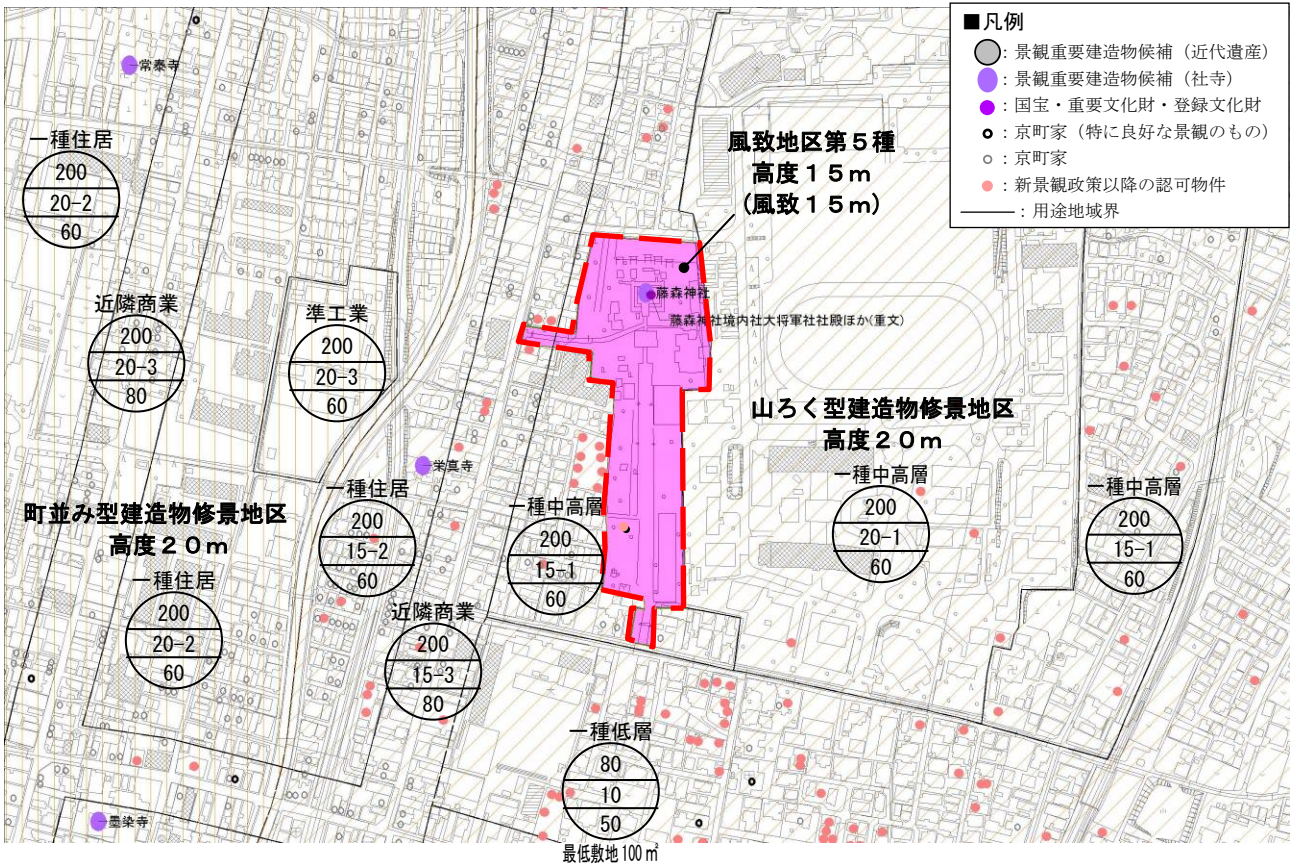 ■凡例
：景観重要建造物候補（近代遺産）
：景観重要建造物候補（社寺）
：国宝・重要文化財・登録文化財
：京町家（特に良好な景観のもの）
：京町家
：新景観政策以降の認可物件
：用途地域界
常泰寺
一種住居
200
20-2
60
風致地区第５種
高度１５ｍ
(風致１５ｍ)
藤森神社
藤森神社境内社大将軍社社殿ほか(重文)
近隣商業
200
20-3
80
準工業
200
20-3
60
山ろく型建造物修景地区
高度２０ｍ
栄真寺
町並み型建造物修景地区
高度２０ｍ
一種住居
200
15-2
60
一種中高層
200
15-1
60
一種中高層
200
20-1
60
一種中高層
200
15-1
60
一種住居
200
20-2
60
近隣商業
200
15-3
80
一種低層
80
10
50
最低敷地100㎡
墨染寺